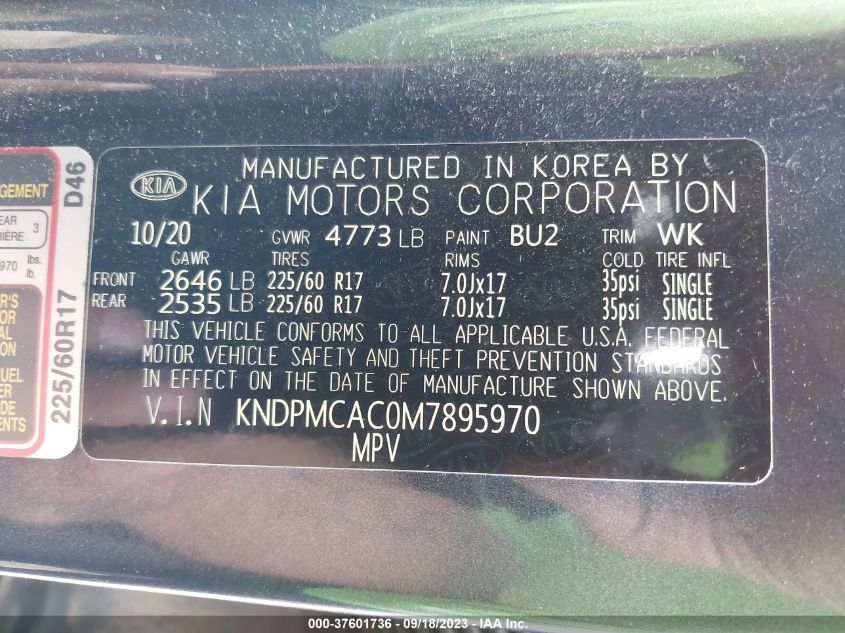 KIA
MANUFACTURED IN KOREA BY
KIA MOTORS CORPORATION
10/20 GVWR 4773 LB PAINT BU2 TRIM WK
GAWR TIRES RIMS COLD TIRE INFL.
FRONT 2646 LB 225/60 R17 7.0Jx17 35psi SINGLE
REAR 2535 LB 225/60 R17 7.0Jx17 35psi SINGLE
THIS VEHICLE CONFORMS TO ALL APPLICABLE U.S.A. FEDERAL
MOTOR VEHICLE SAFETY AND THEFT PREVENTION STANDARDS
IN EFFECT ON THE DATE OF MANUFACTURE SHOWN ABOVE.
V.I.N KNDPMCAC0M7895970
MPV
3
970 lbs.
lb.
225/60R17
D46
000-37601736 - 09/18/2023 - IAA Inc.